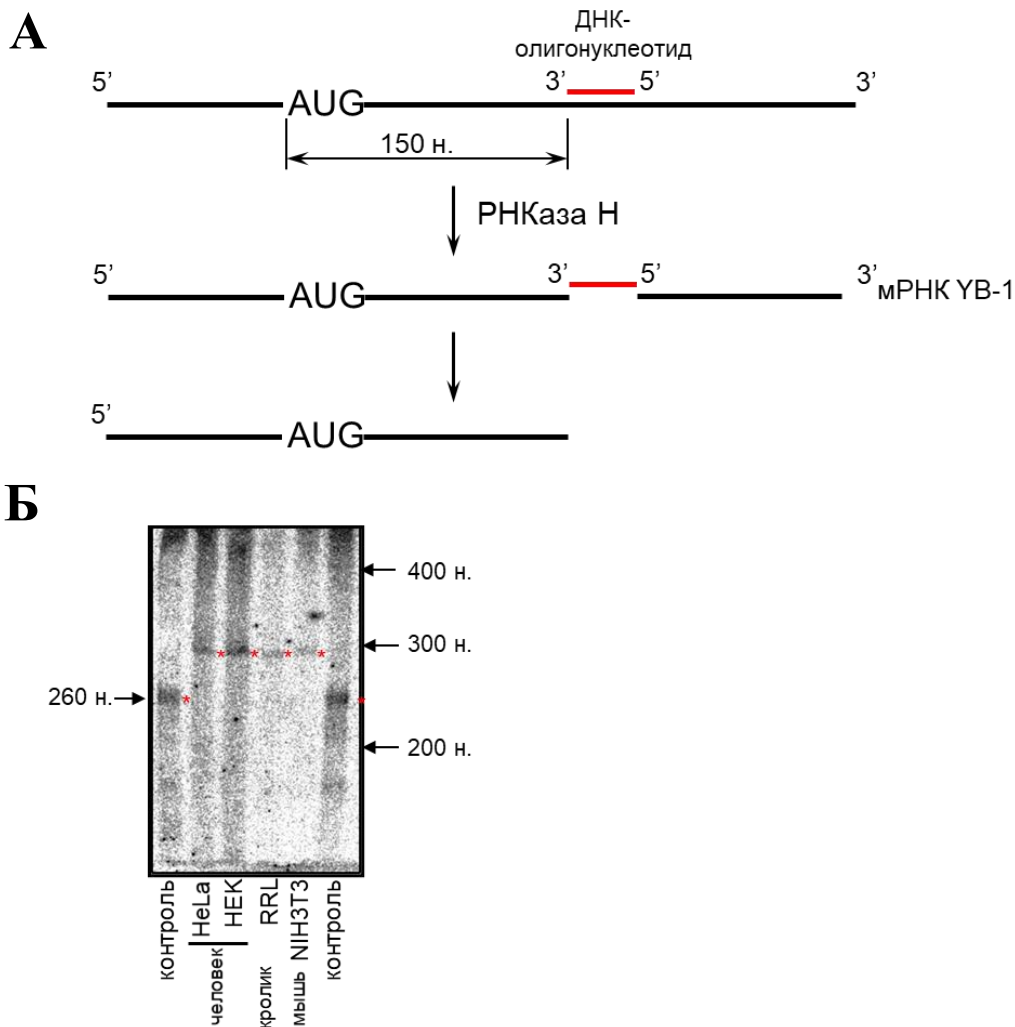 А
ДНК-
олигонуклеотид
5’
3’
5’
3’
AUG
150 н.
РНКаза Н
5’
3’
5’
3’
AUG
мРНК YB-1
5’
AUG
Б
400 н.
300 н.
*
*
*
*
260 н.
*
*
200 н.
контроль
HeLa
HEK
RRL
NIH3T3
контроль
человек
кролик
мышь